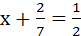 x + 2/7 = 1/2